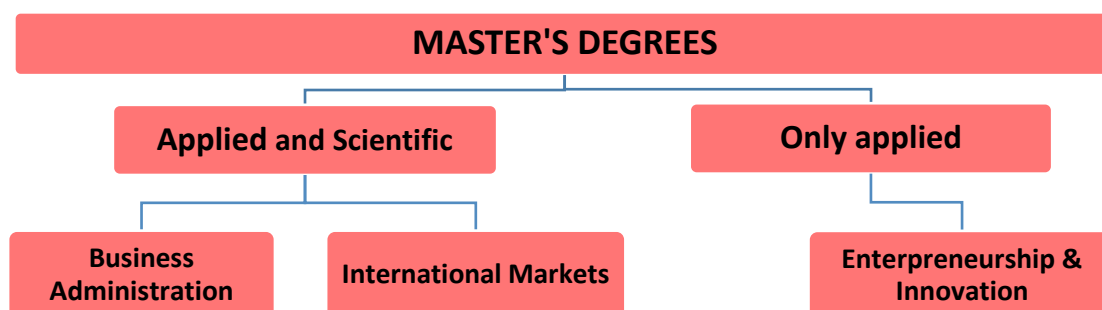 MASTER'S DEGREES
Applied and Scientific
Only applied
Business
Administration
International Markets
Enterpreneurship &
Innovation